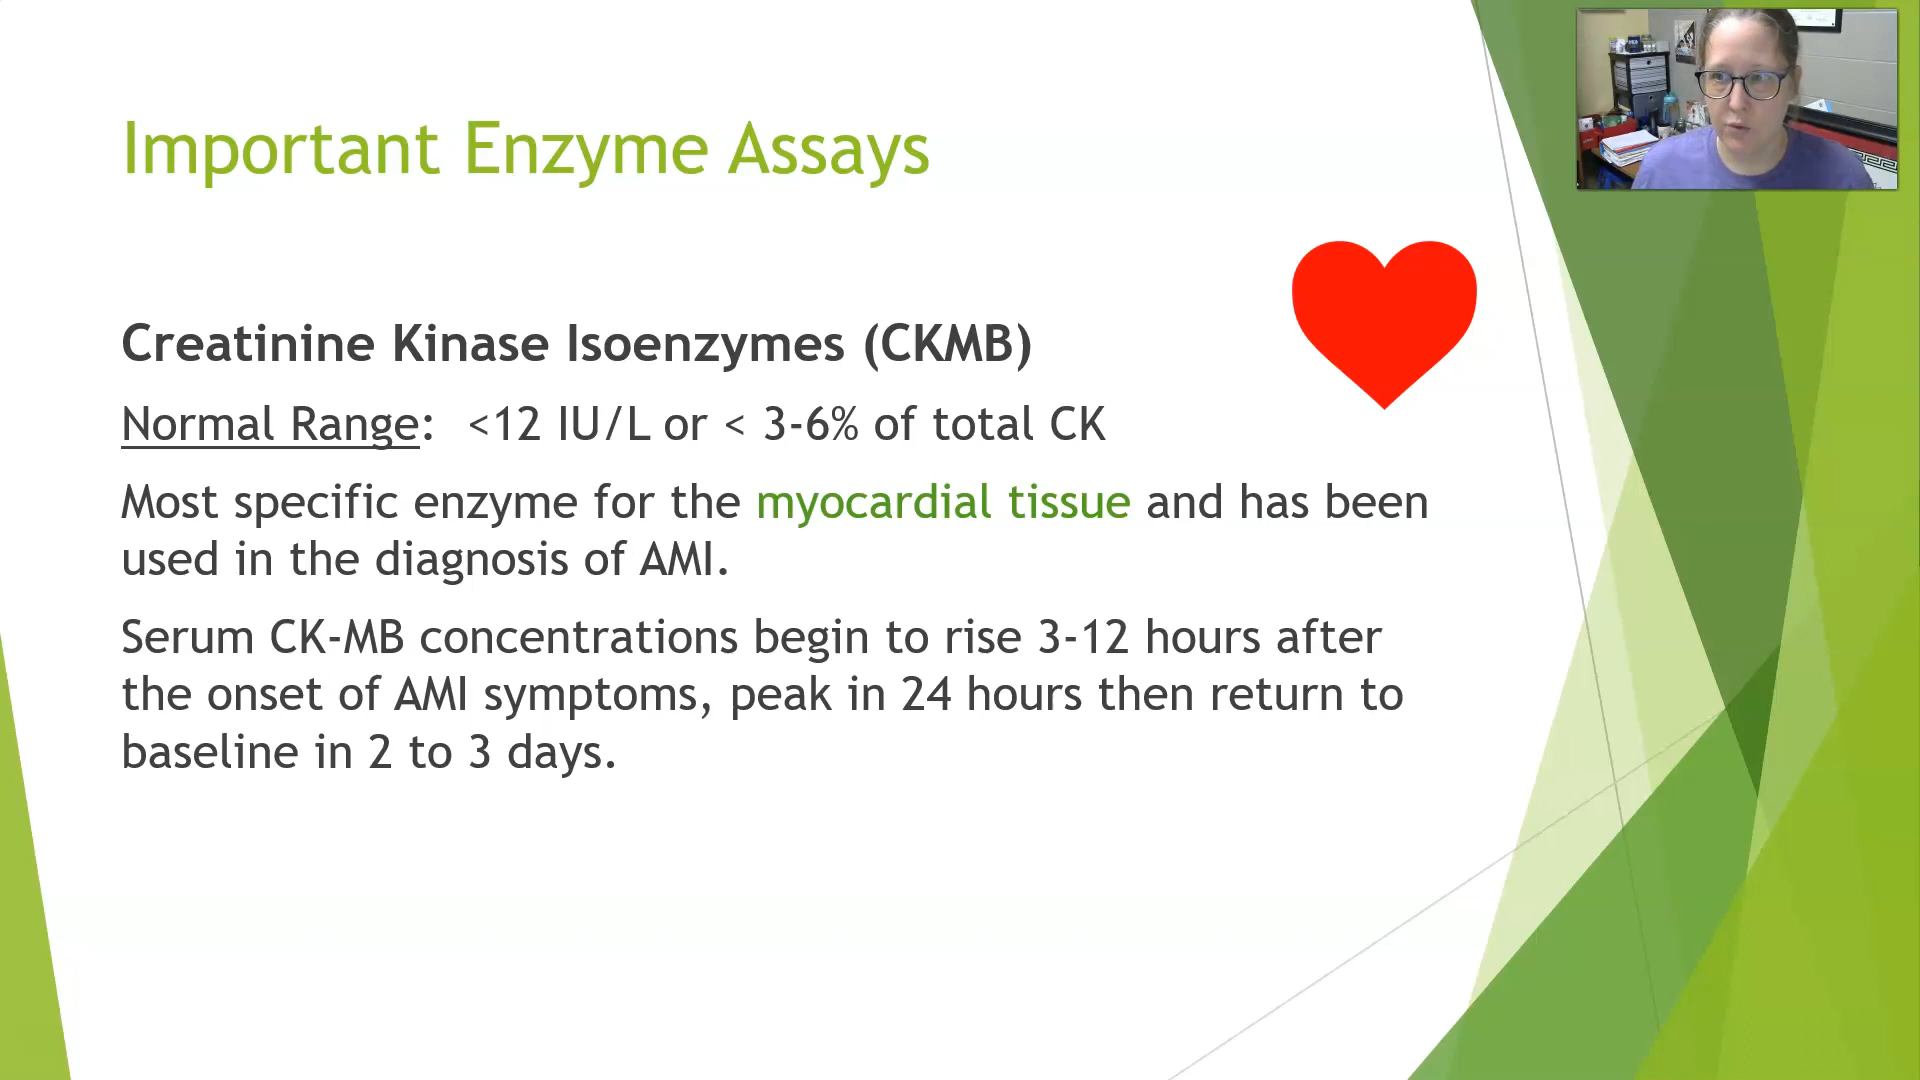 Important Enzyme Assays
Creatinine Kinase Isoenzymes (CKMB)
Normal Range:  <12 IU/L or < 3-6% of total CK
Most specific enzyme for the myocardial tissue and has been
used in the diagnosis of AMI.
Serum CK-MB concentrations begin to rise 3-12 hours after
the onset of AMI symptoms, peak in 24 hours then return to
baseline in 2 to 3 days.